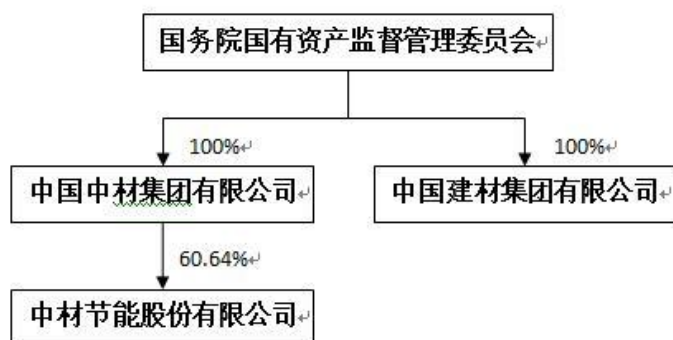 国务院国有资产监督管理委员会
100%
100%
中国中材集团有限公司
中国建材集团有限公司
60.64%
中材节能股份有限公司